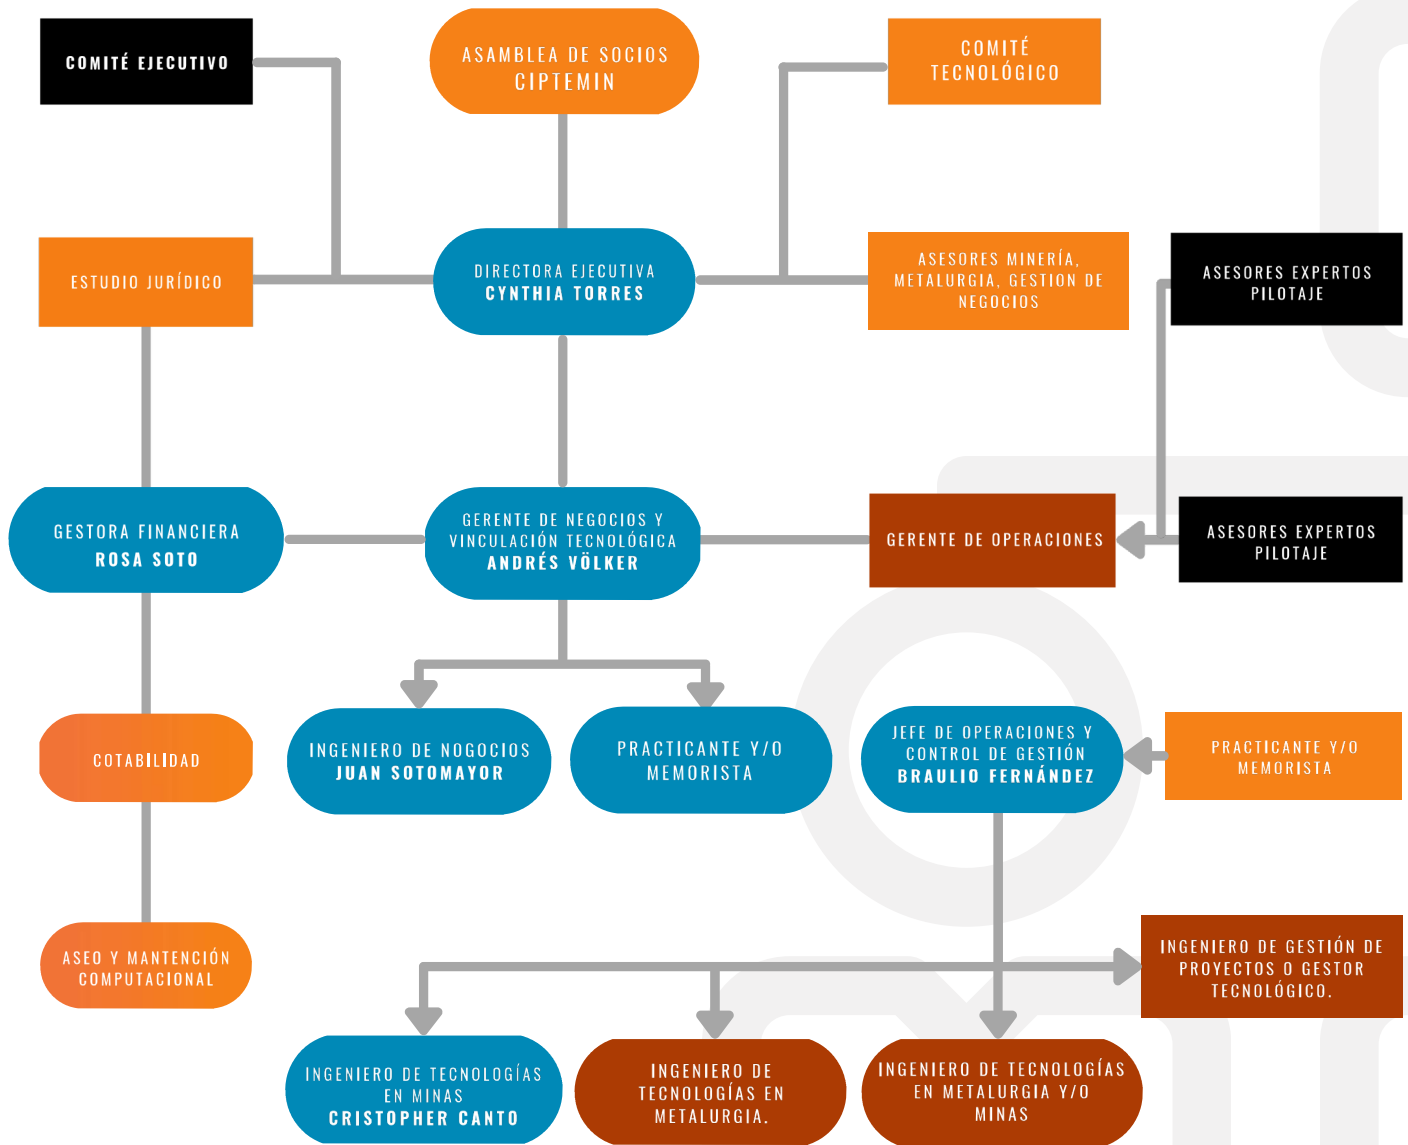 COMITÉ EJECUTIVO
ASAMBLEA DE SOCIOS
CIPTEMIN
COMITÉ
TECNOLÓGICO
ESTUDIO JURÍDICO
DIRECTORA EJECUTIVA
CYNTHIA TORRES
ASESORES MINERÍA,
METALURGIA, GESTION DE
NEGOCIOS
ASESORES EXPERTOS
PILOTAJE
GESTORA FINANCIERA
ROSA SOTO
GERENTE DE NEGOCIOS Y
VINCULACIÓN TECNOLÓGICA
ANDRÉS VÖLKER
GERENTE DE OPERACIONES
ASESORES EXPERTOS
PILOTAJE
COTABILIDAD
INGENIERO DE NOGOCIOS
JUAN SOTOMAYOR
PRACTICANTE Y/O
MEMORISTA
JEFE DE OPERACIONES Y
CONTROL DE GESTIÓN
BRAULIO FERNÁNDEZ
PRACTICANTE Y/O
MEMORISTA
ASEO Y MANTENCIÓN
COMPUTACIONAL
INGENIERO DE GESTIÓN DE
PROYECTOS O GESTOR
TECNOLÓGICO.
INGENIERO DE TECNOLOGÍAS
EN MINAS
CRISTOPHER CANTO
INGENIERO DE
TECNOLOGÍAS EN
METALURGIA.
INGENIERO DE TECNOLOGÍAS
EN METALURGIA Y/O
MINAS